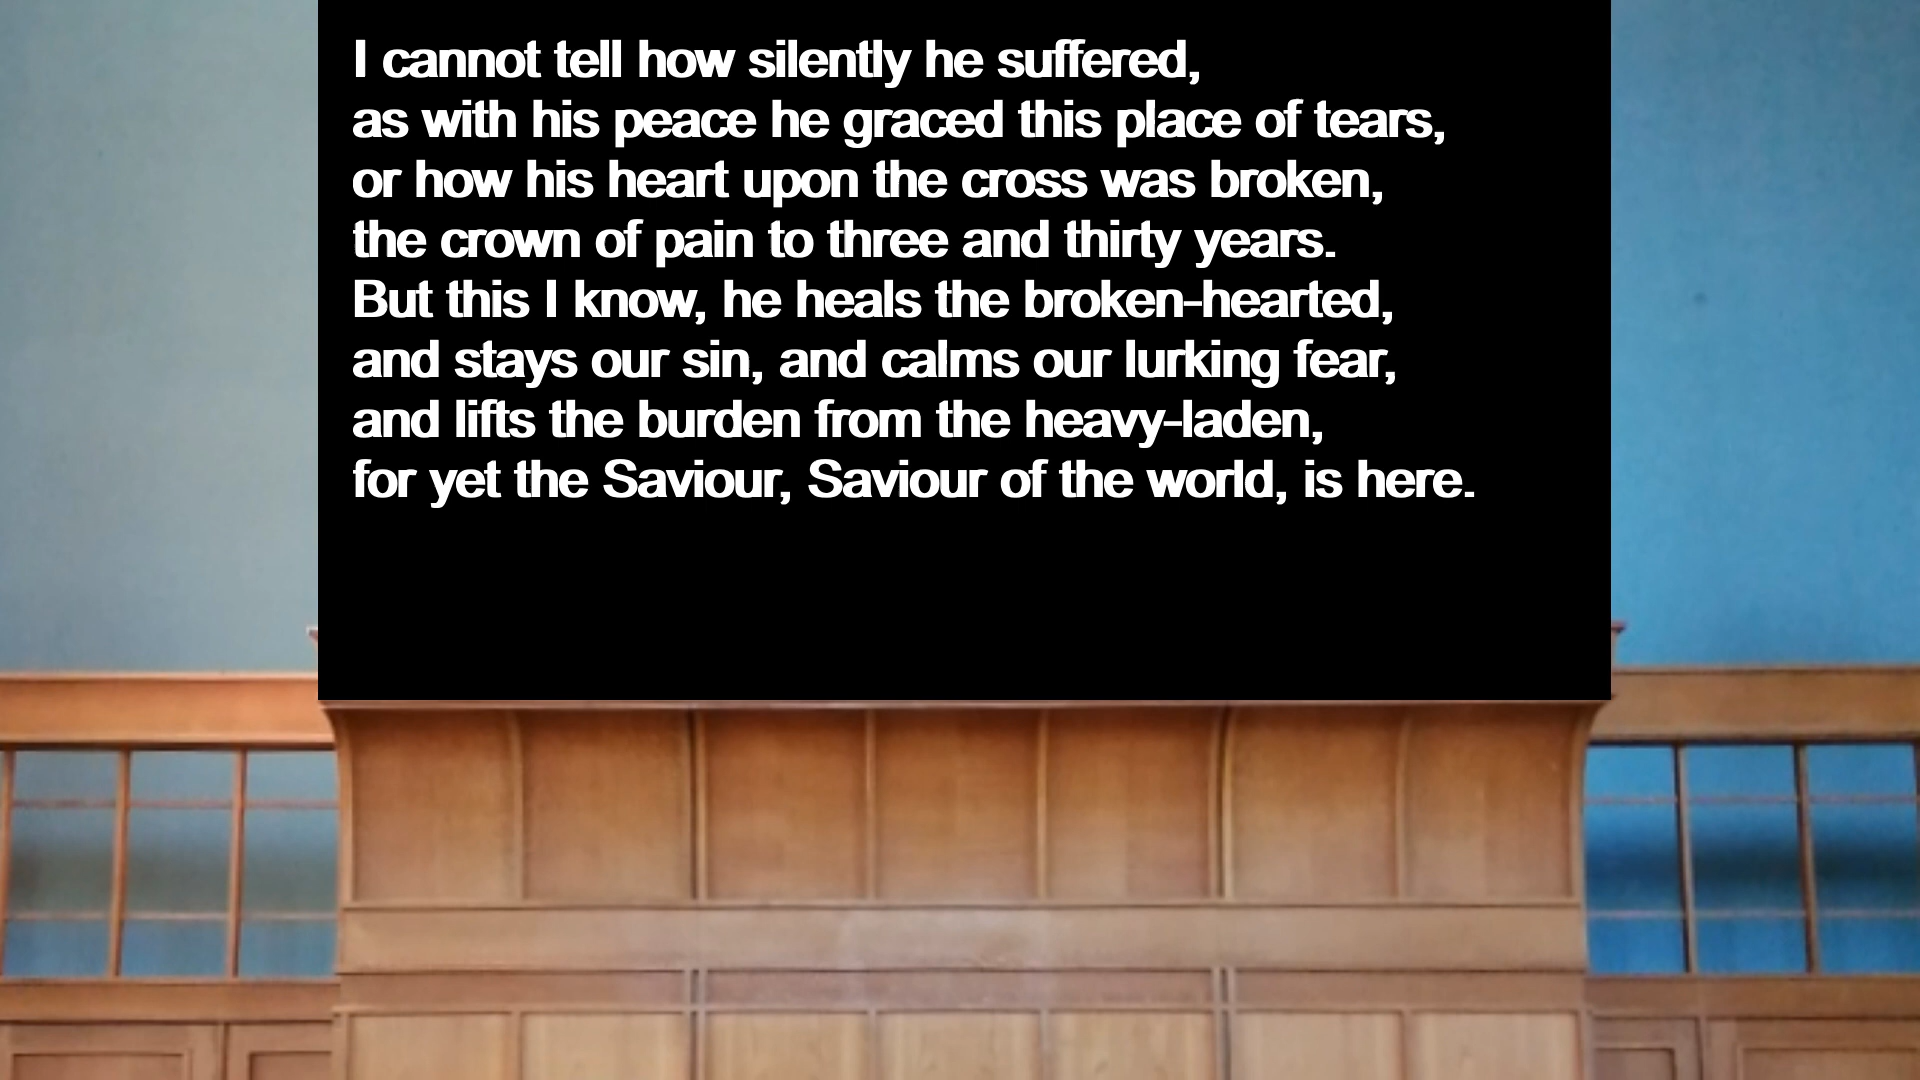 I cannot tell how silently he suffered,
as with his peace he graced this place of tears,
or how his heart upon the cross was broken,
the crown of pain to three and thirty years.
But this I know, he heals the broken-hearted,
and stays our sin, and calms our lurking fear,
and lifts the burden from the heavy-laden,
for yet the Saviour, Saviour of the world, is here.